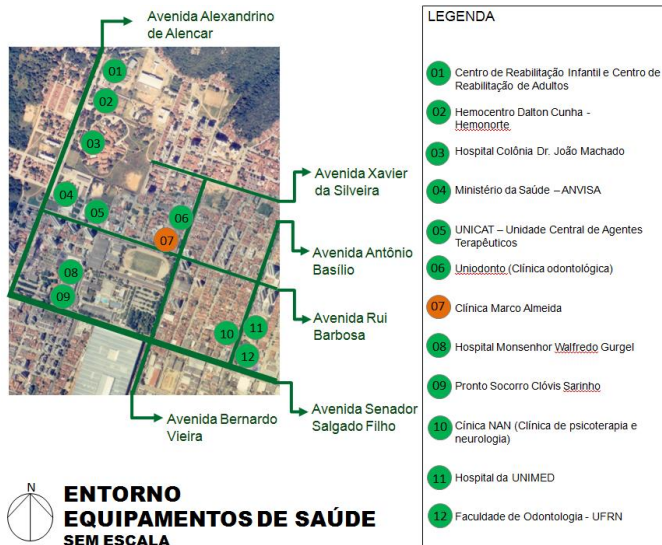 Avenida Alexandrino
de Alencar
01
02
03
04
05
06
07
08
09
10
11
12
Avenida Xavier
da Silveira
Avenida Antônio
Basílio
Avenida Rui
Barbosa
Avenida Senador
Salgado Filho
Avenida Bernardo
Vieira
N
ENTORNO
EQUIPAMENTOS DE SAÚDE
SEM ESCALA
LEGENDA
01 Centro de Reabilitação Infantil e Centro de
Reabilitação de Adultos
02 Hemocentro Dalton Cunha -
Hemonorte
03 Hospital Colônia Dr. João Machado
04 Ministério da Saúde – ANVISA
05 UNICAT – Unidade Central de Agentes
Terapêuticos
06 Uniodonto (Clínica odontológica)
07 Clínica Marco Almeida
08 Hospital Monsenhor Walfredo Gurgel
09 Pronto Socorro Clóvis Sarinho
10 Cínica NAN (Clínica de psicoterapia e
neurologia)
11 Hospital da UNIMED
12 Faculdade de Odontologia - UFRN